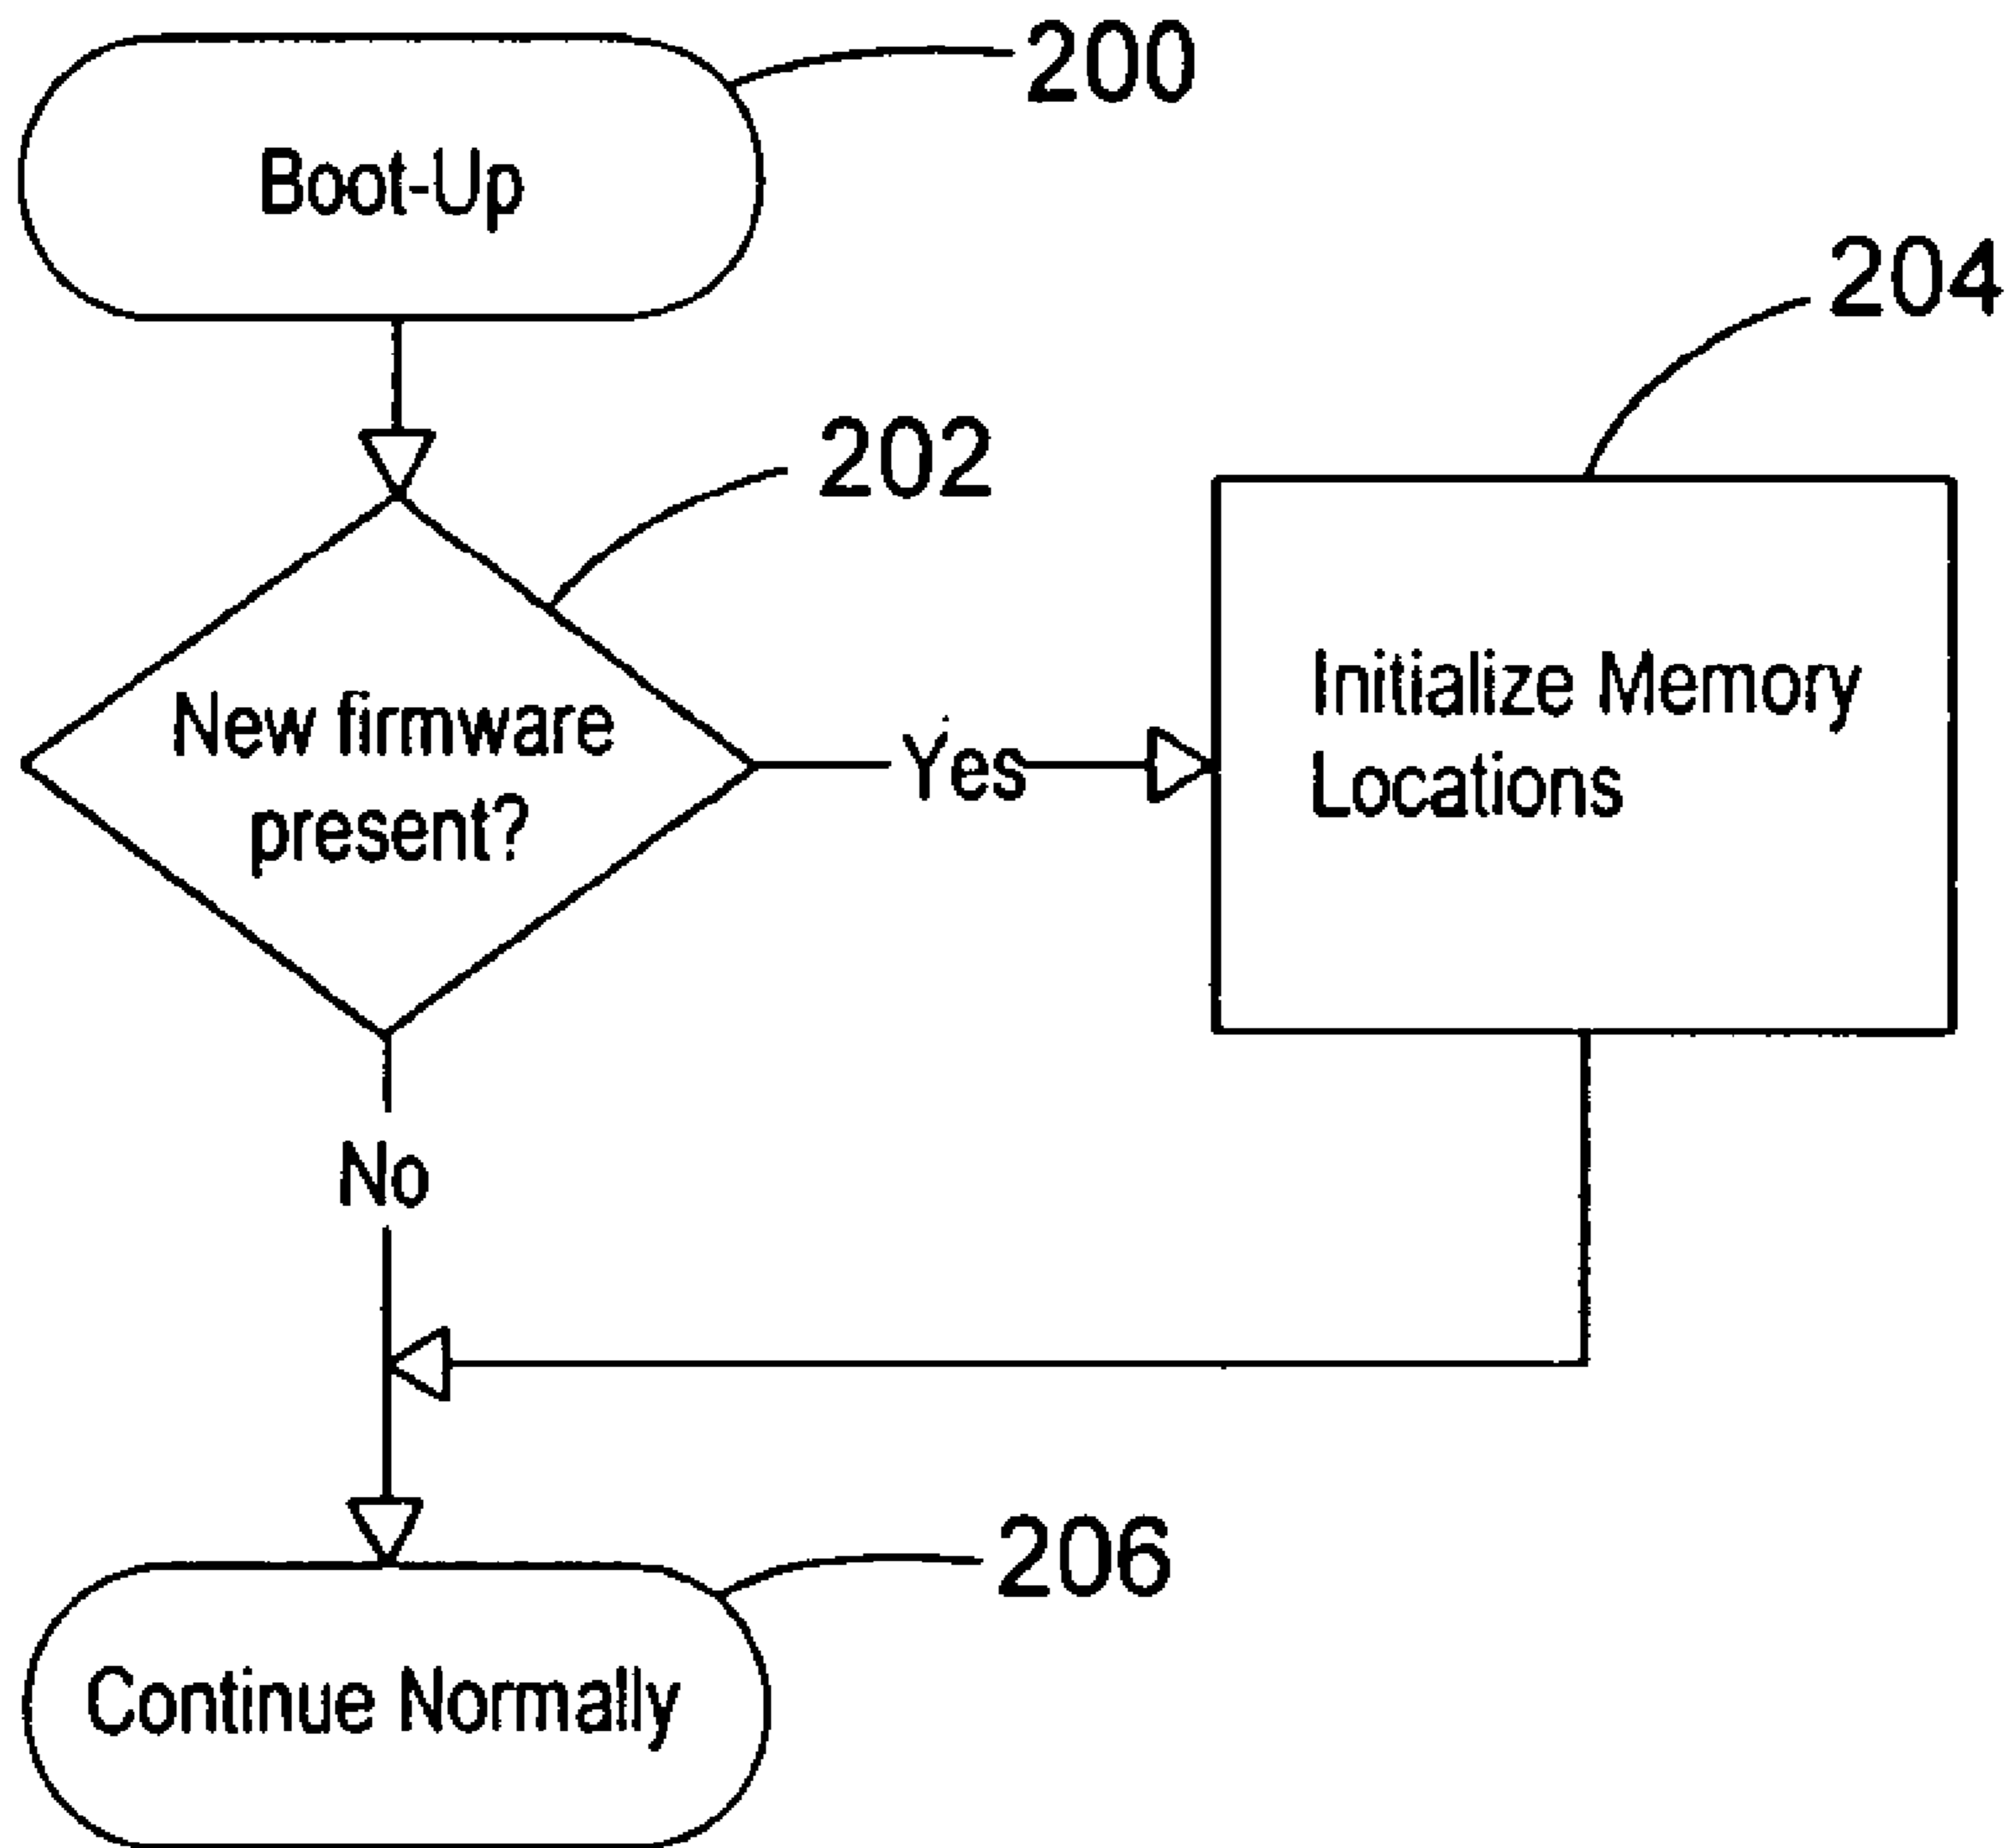 200
Boot-Up
204
202
New firmware
present?
Yes
Initialize Memory
Locations
No
206
Continue Normally